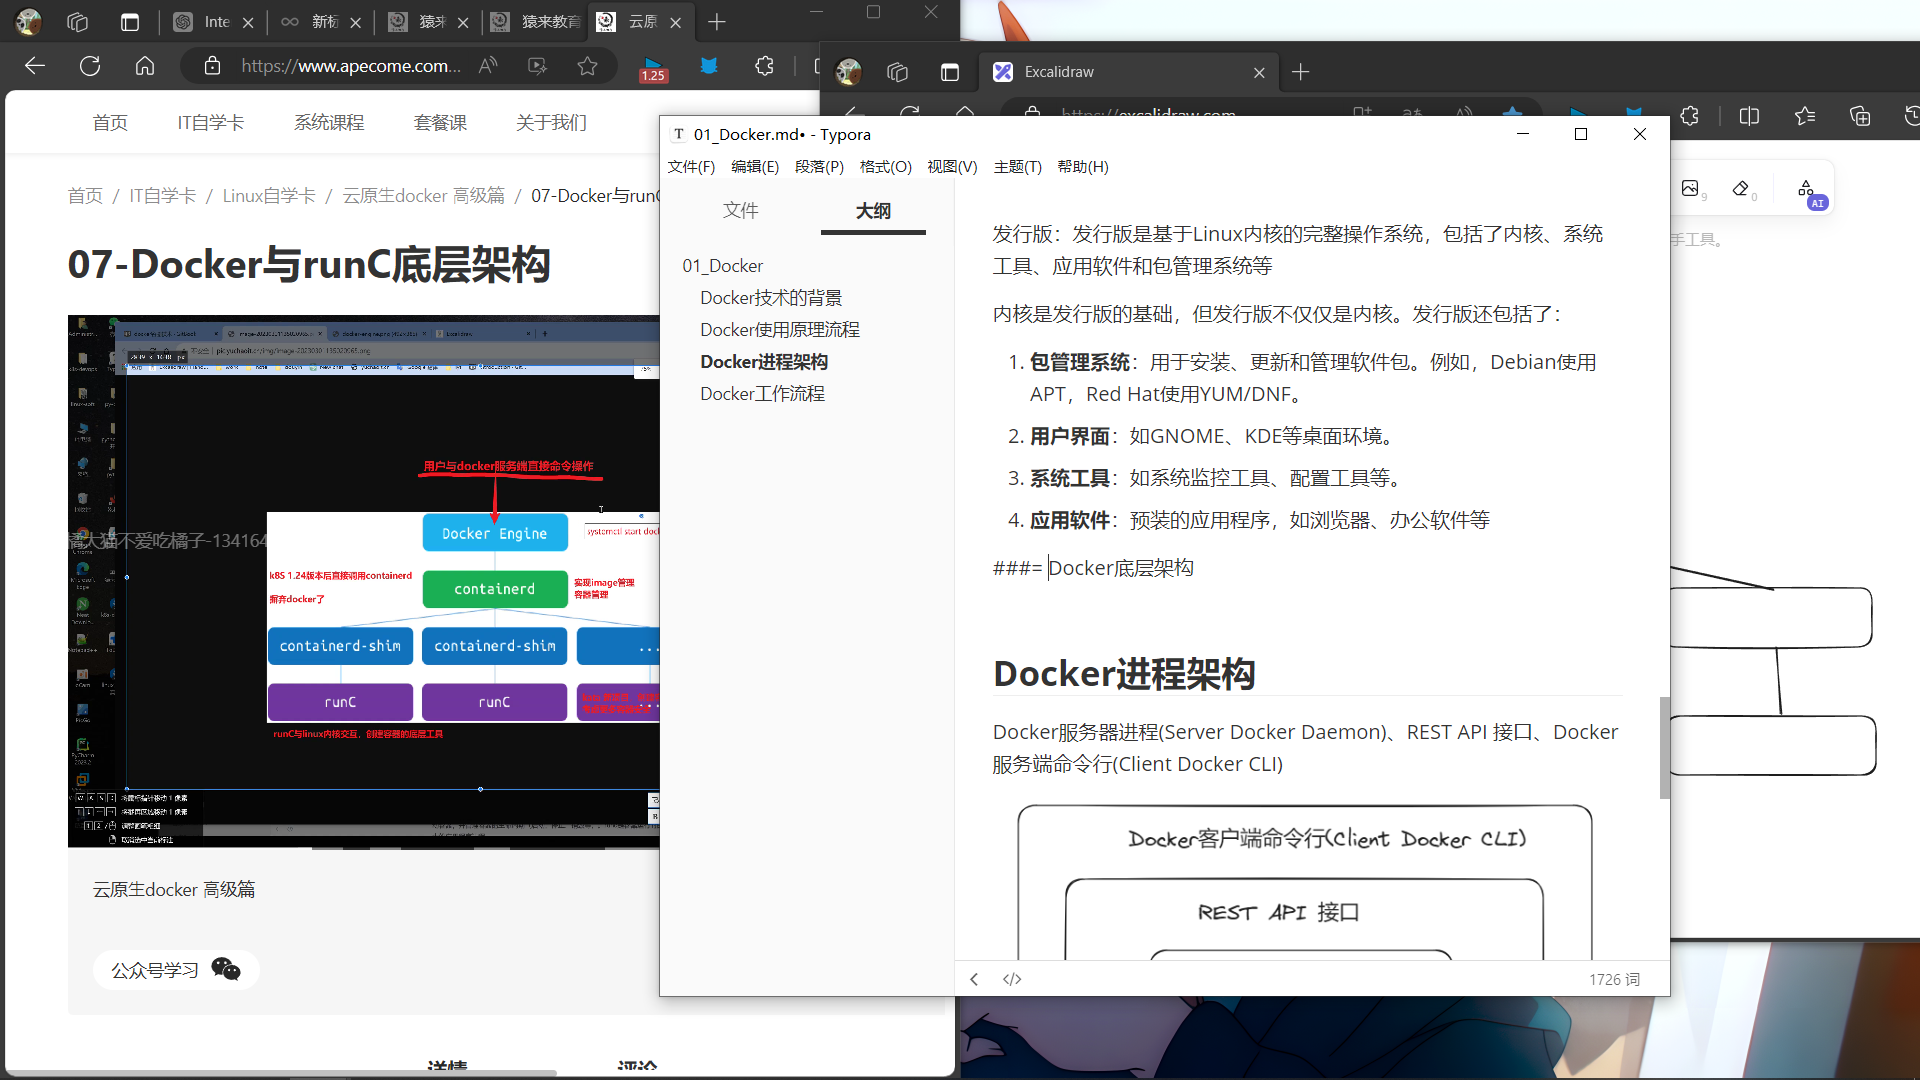 Inte
新标
猿来
猿来教育
云原
https://www.apecome.com...
1.25
首页
IT自学卡
系统课程
套餐课
关于我们
首页 / IT自学卡 / Linux自学卡 / 云原生docker 高级篇 / 07-Docker与runC
07-Docker与runC底层架构
用户与docker服务端直接命令操作
Docker Engine
systemctl start dock
k8S 1.24版本后直接调用containerd
摒弃docker了
containerd
实现image管理
容器管理
containerd-shim
containerd-shim
...
runC
runC
runC与linux内核交互，创建容器的底层工具
橘大猫不爱吃橘子-134164
云原生docker 高级篇
公众号学习
详情
评论
Excalidraw
https://excalidraw.com
9
0
AI
手工具。
01_Docker.md• - Typora
文件(F)
编辑(E)
段落(P)
格式(O)
视图(V)
主题(T)
帮助(H)
文件
大纲
01_Docker
Docker技术的背景
Docker使用原理流程
Docker进程架构
Docker工作流程
发行版：发行版是基于Linux内核的完整操作系统，包括了内核、系统
工具、应用软件和包管理系统等
内核是发行版的基础，但发行版不仅仅是内核。发行版还包括了：
1. 包管理系统：用于安装、更新和管理软件包。例如，Debian使用
APT，Red Hat使用YUM/DNF。
2. 用户界面：如GNOME、KDE等桌面环境。
3. 系统工具：如系统监控工具、配置工具等。
4. 应用软件：预装的应用程序，如浏览器、办公软件等
###= Docker底层架构
Docker进程架构
Docker服务器进程(Server Docker Daemon)、REST API 接口、Docker
服务端命令行(Client Docker CLI)
Docker客户端命令行(Client Docker CLI)
REST API 接口
1726 词